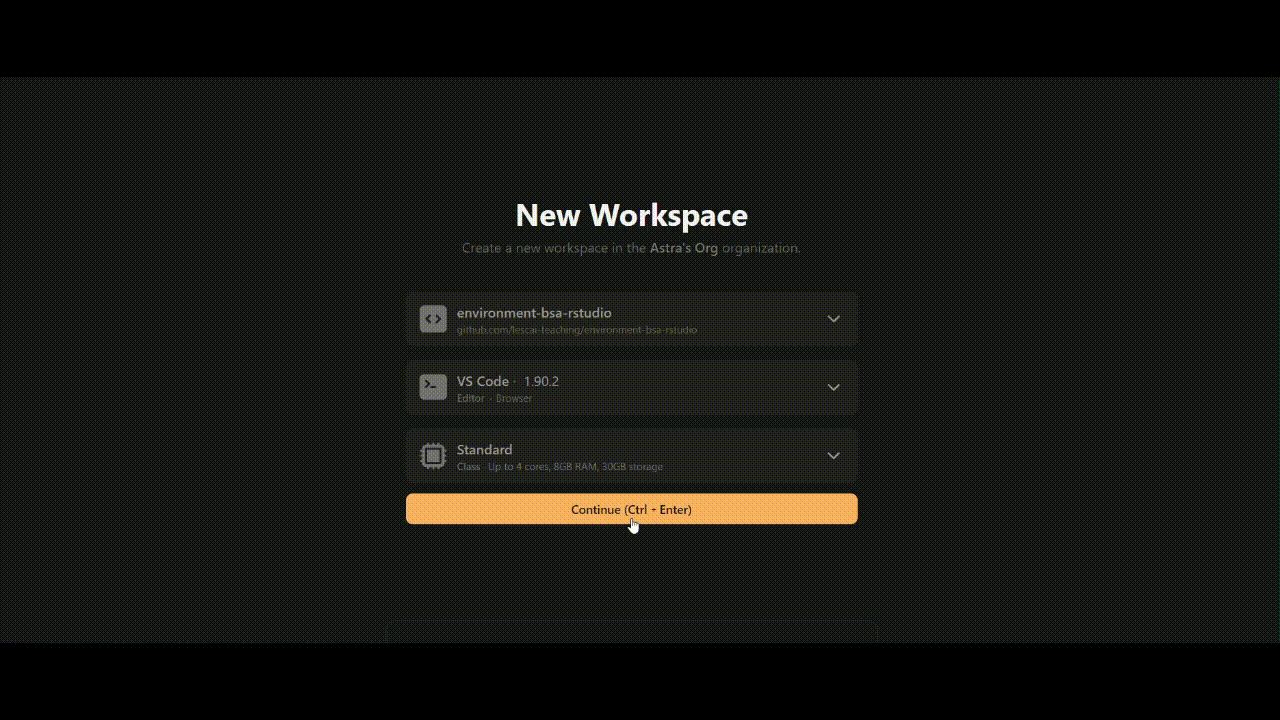 New Workspace
Create a new workspace in the Astra's Org organization.
environment-bsa-rstudio
github.com/lescai-teaching/environment-bsa-rstudio
VS Code · 1.90.2
Editor · Browser
Standard
Class · Up to 4 cores, 8GB RAM, 30GB storage
Continue (Ctrl + Enter)